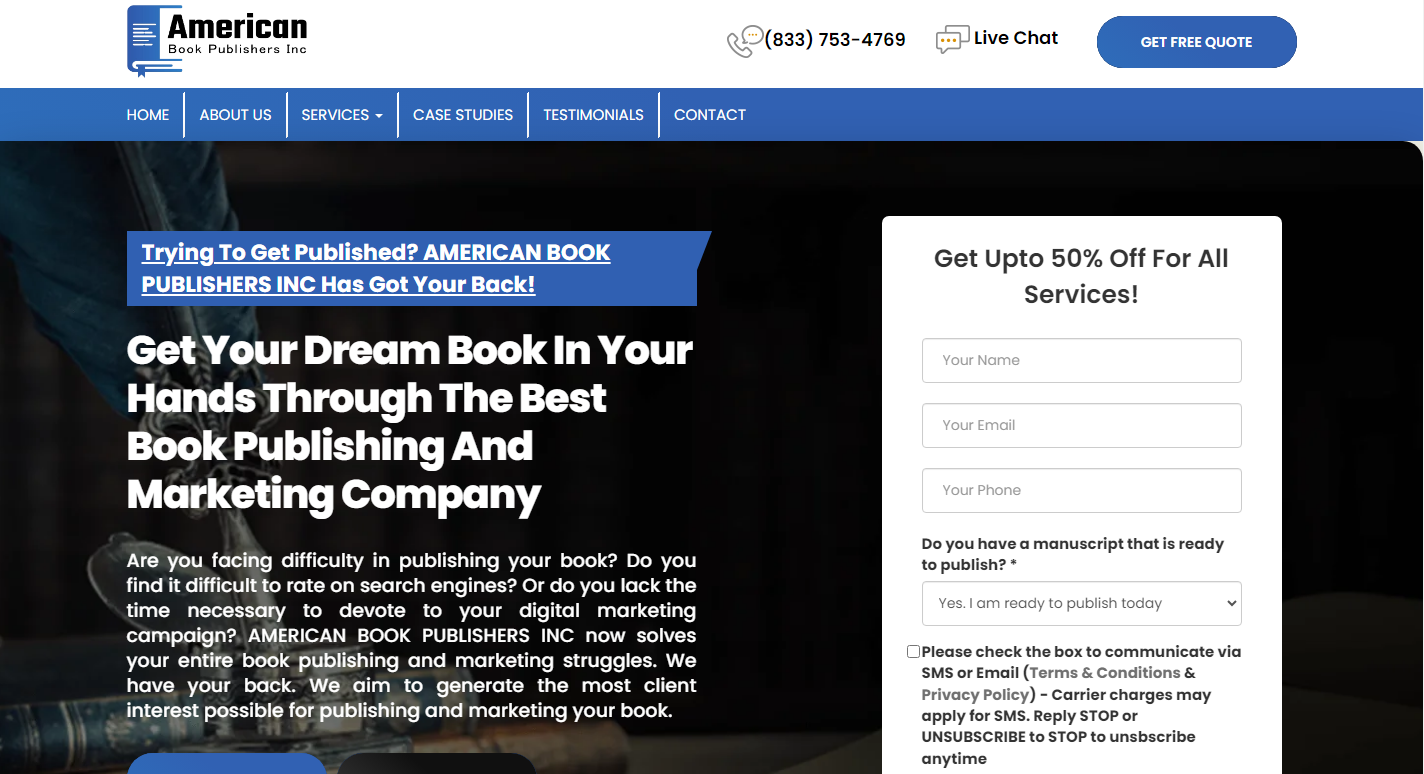 American
Book Publishers Inc
(833) 753-4769
Live Chat
GET FREE QUOTE
HOME
ABOUT US
SERVICES
CASE STUDIES
TESTIMONIALS
CONTACT
Trying To Get Published? AMERICAN BOOK
PUBLISHERS INC Has Got Your Back!
Get Your Dream Book In Your
Hands Through The Best
Book Publishing And
Marketing Company
Are you facing difficulty in publishing your book? Do you
find it difficult to rate on search engines? Or do you lack the
time necessary to devote to your digital marketing
campaign? AMERICAN BOOK PUBLISHERS INC now solves
your entire book publishing and marketing struggles. We
have your back. We aim to generate the most client
interest possible for publishing and marketing your book.
Get Upto 50% Off For All
Services!
Your Name
Your Email
Your Phone
Do you have a manuscript that is ready
to publish? *
Yes. I am ready to publish today
Please check the box to communicate via
SMS or Email (Terms & Conditions &
Privacy Policy) - Carrier charges may
apply for SMS. Reply STOP or
UNSUBSCRIBE to STOP to unsbscribe
anytime